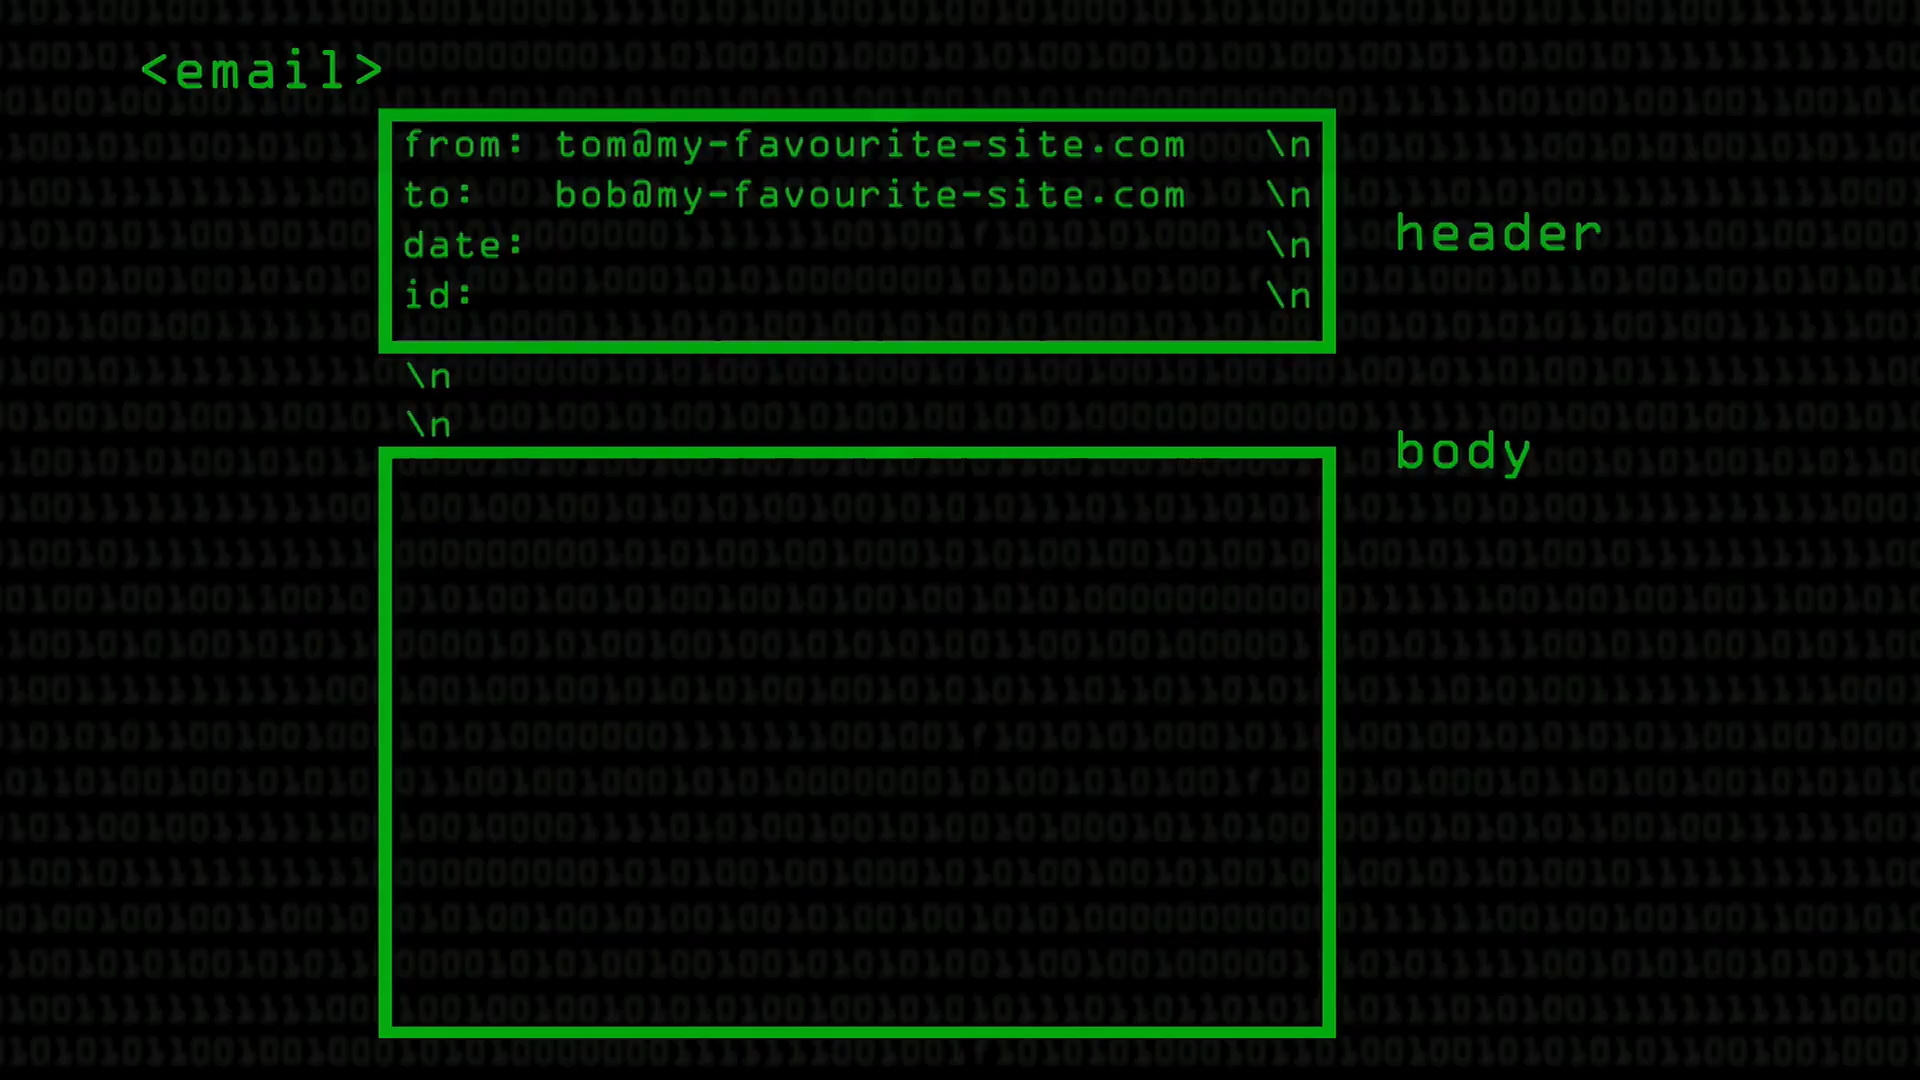 <email>
from: tom@my-favourite-site.com \n
to: bob@my-favourite-site.com \n
date: \n
id: \n
header
\n
\n
body